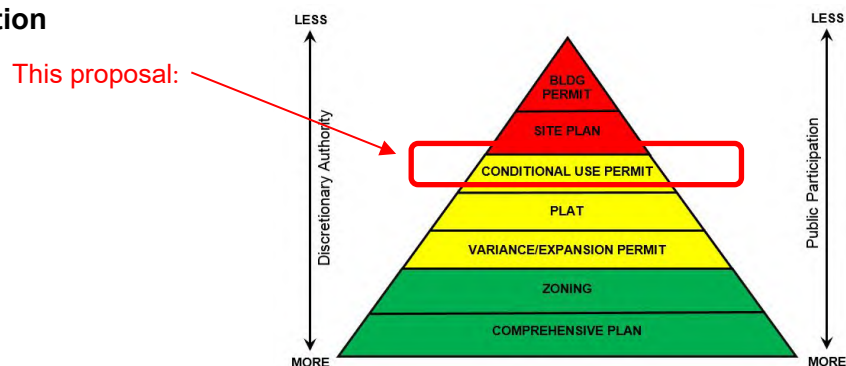 tion
LESS
LESS
This proposal:
BLDG
PERMIT
SITE PLAN
CONDITIONAL USE PERMIT
PLAT
VARIANCE/EXPANSION PERMIT
ZONING
COMPREHENSIVE PLAN
Discretionary Authority
Public Participation
MORE
MORE